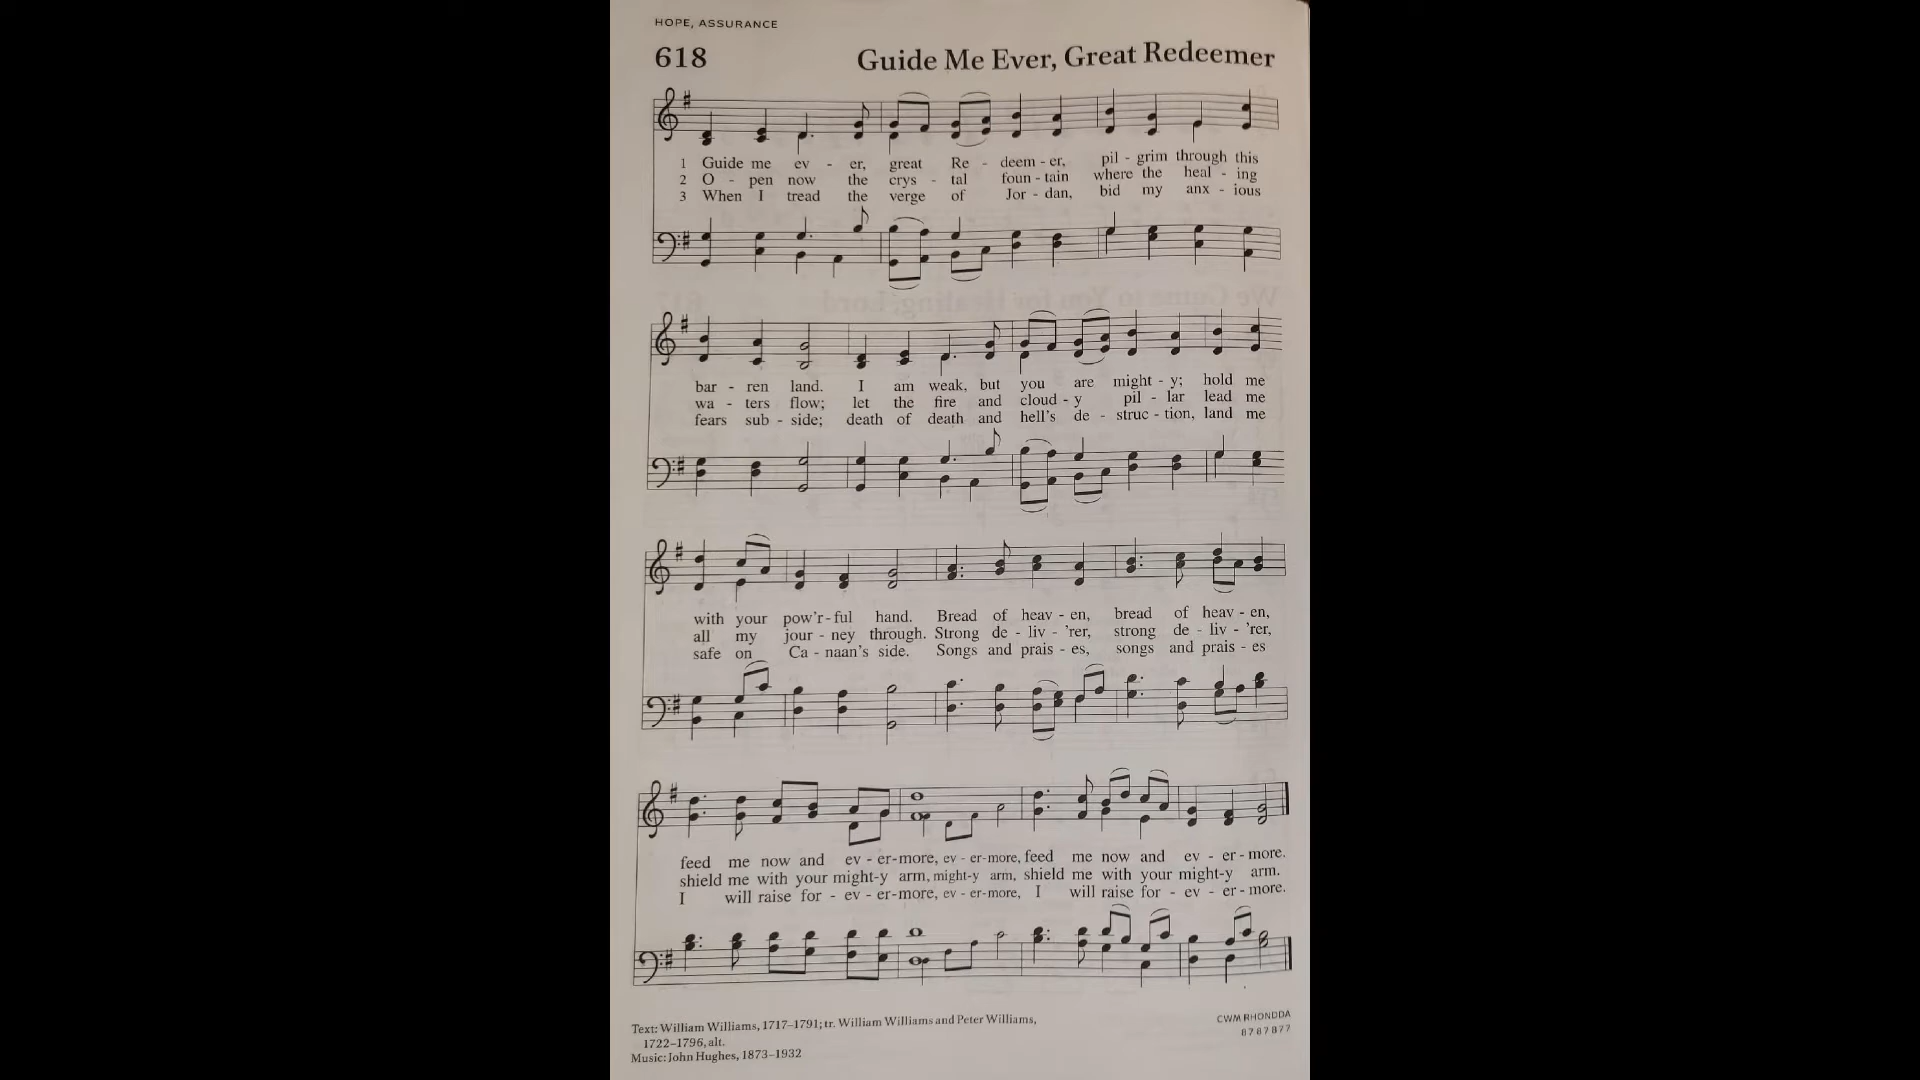 HOPE, ASSURANCE
618 Guide Me Ever, Great Redeemer
1 Guide me ev - er, great Re - deem - er, pil - grim through this
2 O - pen now the crys - tal foun - tain where the heal - ing
3 When I tread the verge of Jor - dan, bid my anx - ious
bar - ren land. I am weak, but you are might - y; hold me
wa - ters flow; let the fire and cloud - y pil - lar lead me
fears sub - side; death of death and hell's de - struc - tion, land me
with your pow'r - ful hand. Bread of heav - en, bread of heav - en,
all my jour - ney through. Strong de - liv - 'rer, strong de - liv - 'rer,
safe on Ca - naan's side. Songs and prais - es, songs and prais - es
feed me now and ev - er - more, ev - er - more, feed me now and ev - er - more.
shield me with your might - y arm, might - y arm, shield me with your might - y arm.
I will raise for - ev - er - more, ev - er - more, I will raise for - ev - er - more.
Text: William Williams, 1717–1791; tr. William Williams and Peter Williams,
1722–1796, alt.
Music: John Hughes, 1873–1932
CWM RHONDDA
8 7 8 7 8 7 7